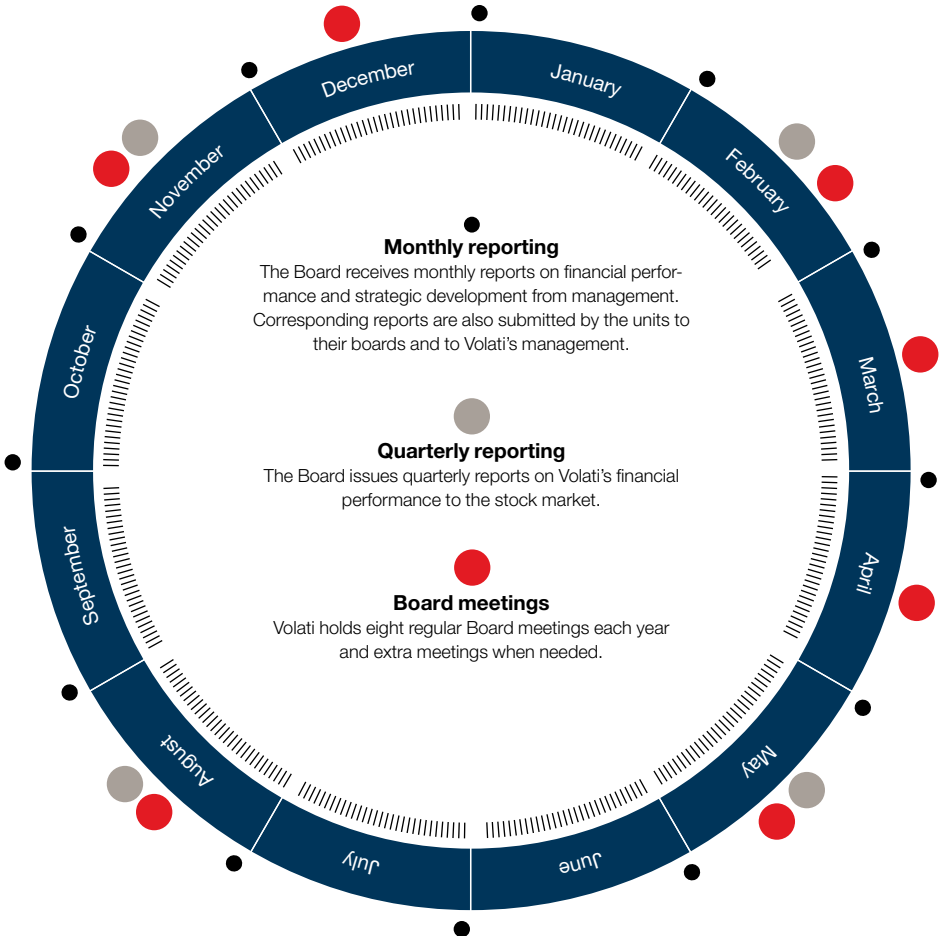 December
January
November
February
October
March
September
April
August
May
July
June
Monthly reporting
The Board receives monthly reports on financial perfor-
mance and strategic development from management.
Corresponding reports are also submitted by the units to
their boards and to Volati’s management.
Quarterly reporting
The Board issues quarterly reports on Volati’s financial
performance to the stock market.
Board meetings
Volati holds eight regular Board meetings each year
and extra meetings when needed.